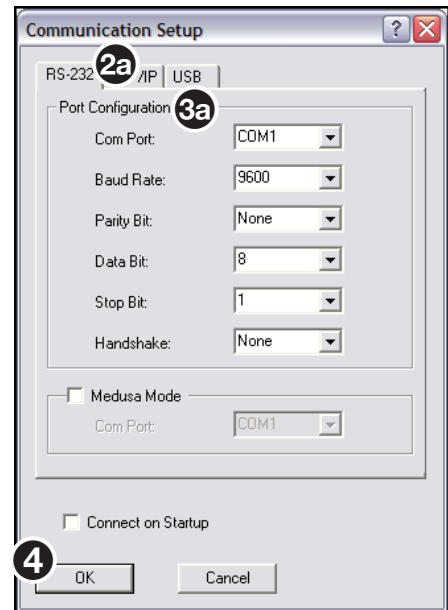 Communication Setup
RS-232 2a /IP USB
Port Configuration 3a
Com Port: COM1
Baud Rate: 9600
Parity Bit: None
Data Bit: 8
Stop Bit: 1
Handshake: None
Medusa Mode
Com Port: COM1
Connect on Startup
4
OK Cancel